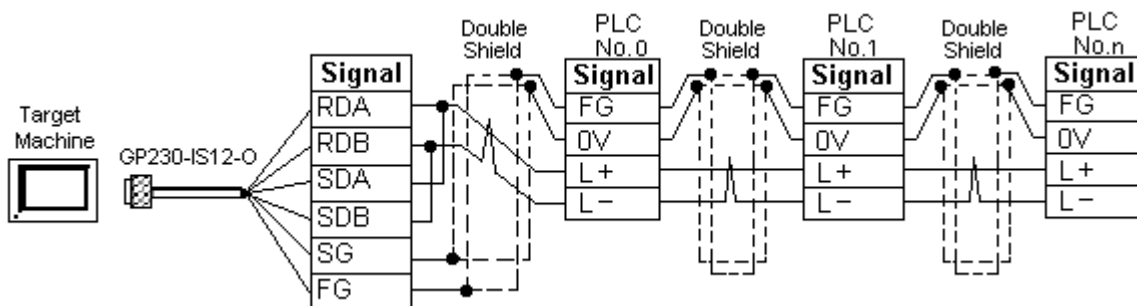 Target
Machine
GP230-IS12-O
Signal
RDA
RDB
SDA
SDB
SG
FG
Double
Shield
PLC
No.0
Signal
FG
0V
L+
L-
Double
Shield
PLC
No.1
Signal
FG
0V
L+
L-
Double
Shield
PLC
No.n
Signal
FG
0V
L+
L-